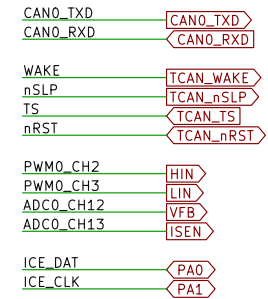 CAN0_TXD CAN0_TXD
CAN0_RXD CAN0_RXD
WAKE TCAN_WAKE
nSLP TCAN_nSLP
TS TCAN_TS
nRST TCAN_nRST
PWM0_CH2 HIN
PWM0_CH3 LIN
ADC0_CH12 VFB
ADC0_CH13 ISEN
ICE_DAT PA0
ICE_CLK PA1